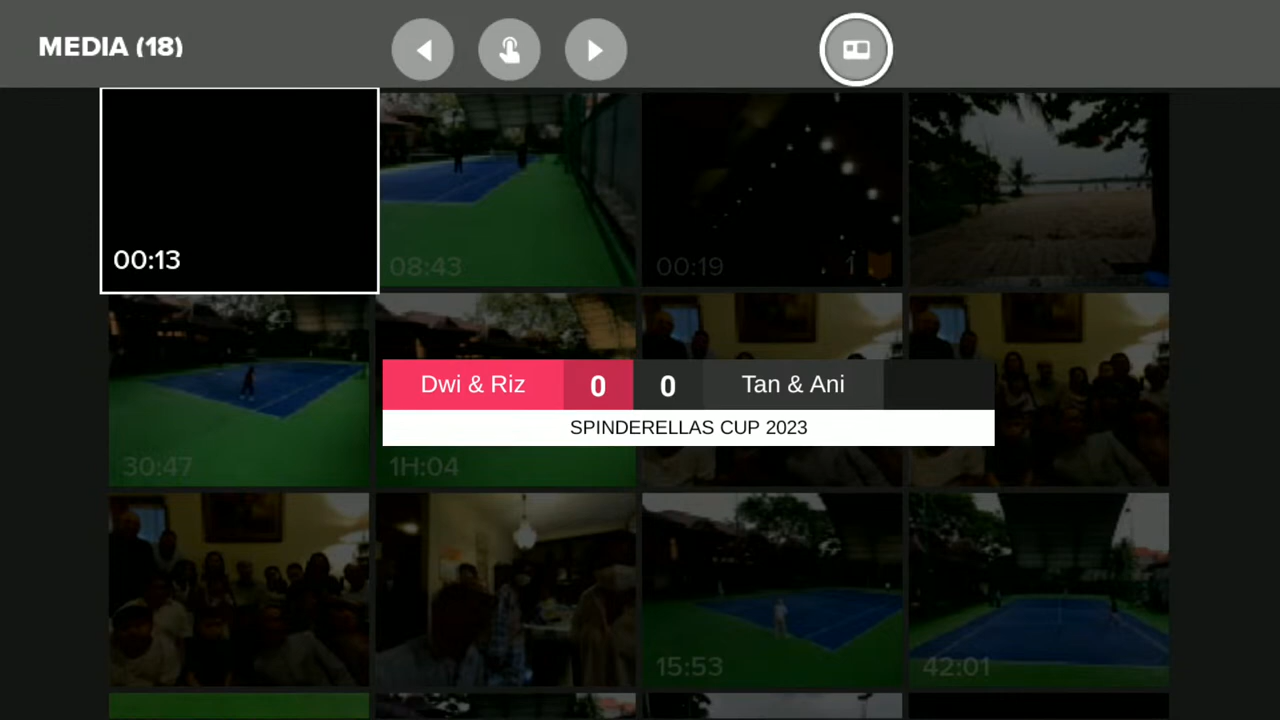 MEDIA (18)
00:13
08:43
00:19
1
Dwi & Riz 0 0 Tan & Ani
SPINDERELLAS CUP 2023
30:47
1H:04
15:53
42:01